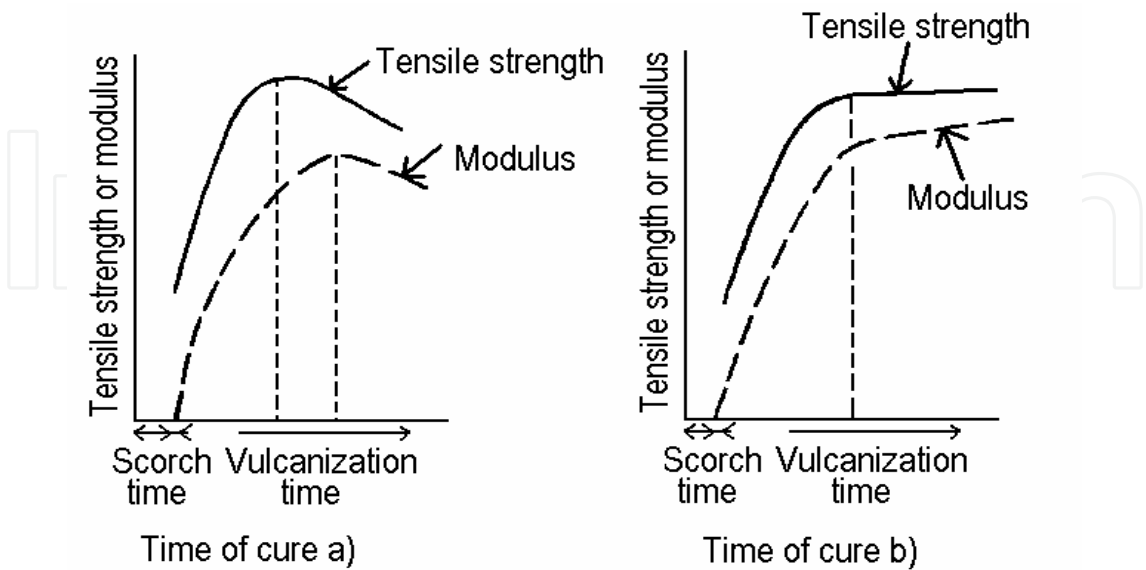 Tensile strength or modulus
Tensile strength
Modulus
Scorch
time
Vulcanization
time
Time of cure a)
Tensile strength or modulus
Tensile strength
Modulus
Scorch
time
Vulcanization
time
Time of cure b)